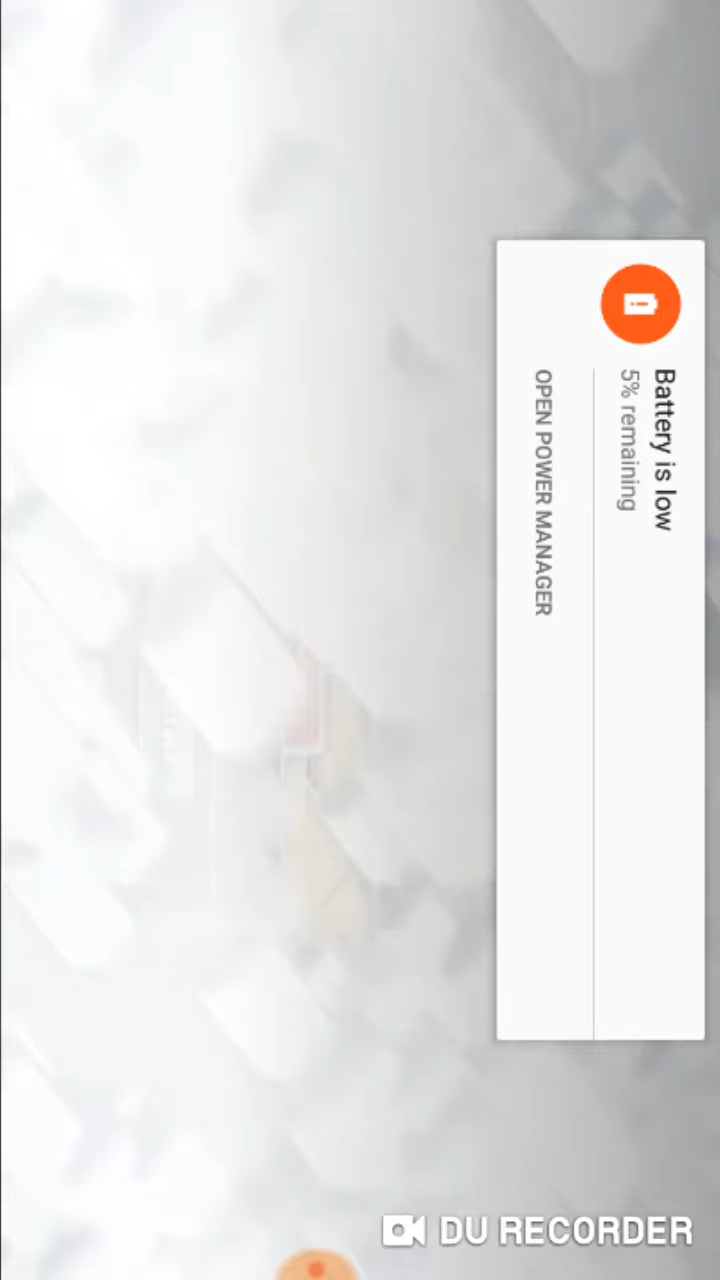 Battery is low
5% remaining
OPEN POWER MANAGER
DU RECORDER